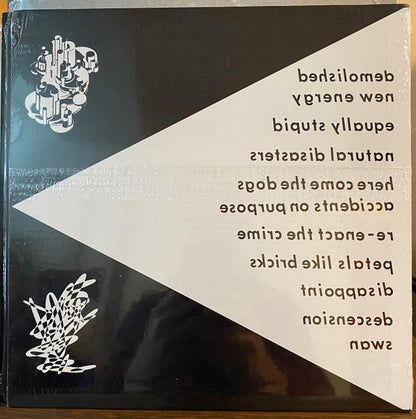 demolished
new energy
equally stupid
natural disasters
here come the dogs
accidents on purpose
re-enact the crime
petals like bricks
disappoint
descension
swan